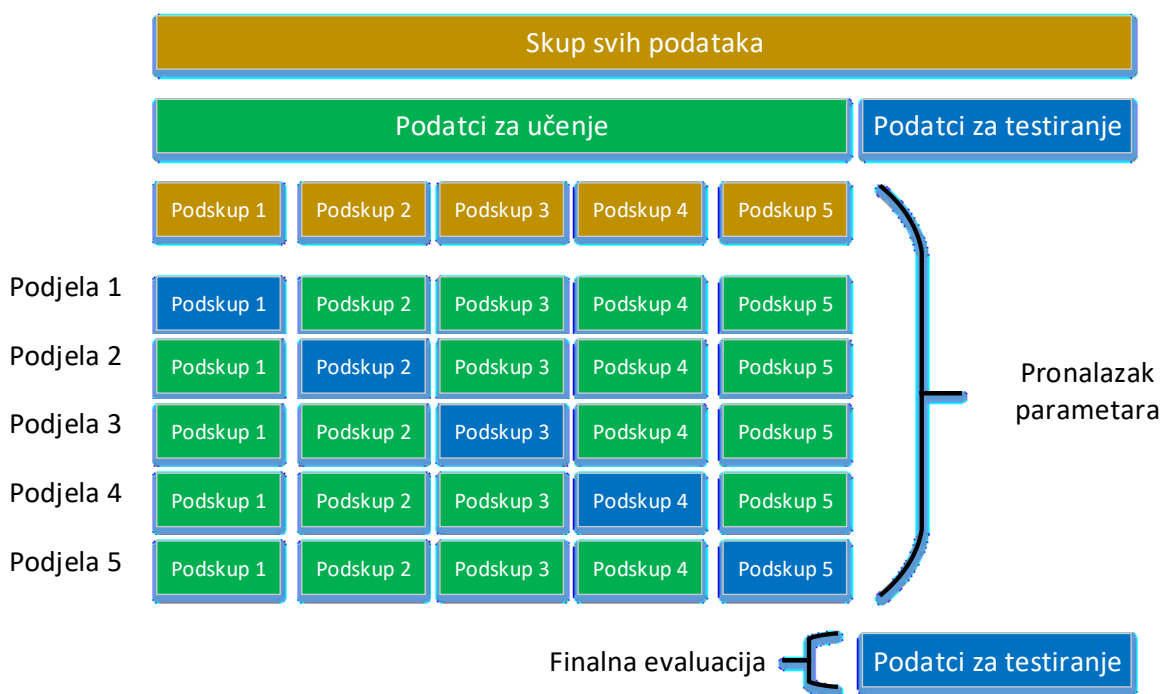 Skup svih podataka
Podatci za učenje Podatci za testiranje
Podskup 1 Podskup 2 Podskup 3 Podskup 4 Podskup 5
Podjela 1 Podskup 1 Podskup 2 Podskup 3 Podskup 4 Podskup 5
Podjela 2 Podskup 1 Podskup 2 Podskup 3 Podskup 4 Podskup 5
Podjela 3 Podskup 1 Podskup 2 Podskup 3 Podskup 4 Podskup 5
Podjela 4 Podskup 1 Podskup 2 Podskup 3 Podskup 4 Podskup 5
Podjela 5 Podskup 1 Podskup 2 Podskup 3 Podskup 4 Podskup 5
Pronalazak
parametara
Finalna evaluacija Podatci za testiranje